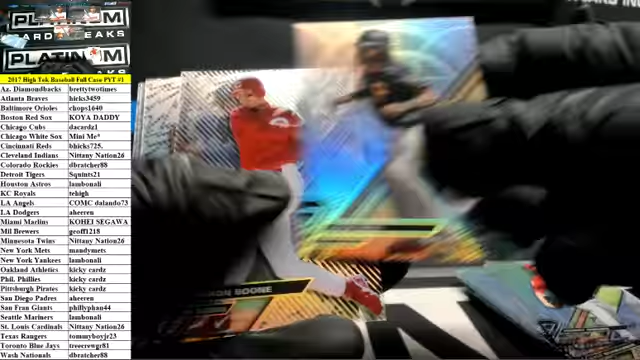 PLATINUM
CARD BREAKS
PLATINUM
2017 High Tek Baseball Full Case PYT #1
Az. Diamondbacks brettytwotimes
Atlanta Braves hicks3459
Baltimore Orioles chops1640
Boston Red Sox KOYA DADDY
Chicago Cubs dacardz1
Chicago White Sox Mini Me*
Cincinnati Reds bhicks725.
Cleveland Indians Nittany Nation26
Colorado Rockies dbratcher88
Detroit Tigers Squints21
Houston Astros lambonali
KC Royals tehigh
LA Angels COMC dalando73
LA Dodgers aheeren
Miami Marlins KOHEI SEGAWA
Mil Brewers geoff1218
Minnesota Twins Nittany Nation26
New York Mets mandymets
New York Yankees lambonali
Oakland Athletics kicky cardz
Phil. Phillies kicky cardz
Pittsburgh Pirates kicky cardz
San Diego Padres aheeren
San Fran Giants phillyphan44
Seattle Mariners lambonali
St. Louis Cardinals Nittany Nation26
Texas Rangers tommyboyjr23
Toronto Blue Jays treecrewgr81
Wash Nationals dbratcher88
BOONE